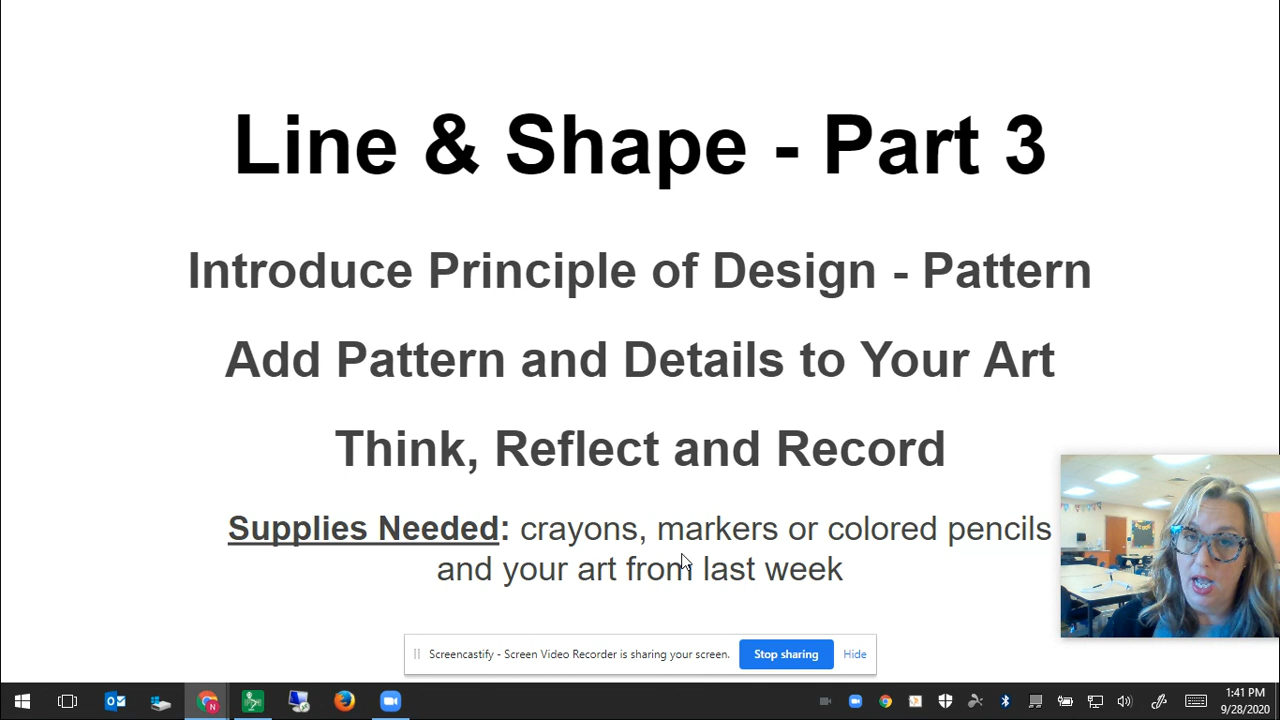 Line & Shape - Part 3
Introduce Principle of Design - Pattern
Add Pattern and Details to Your Art
Think, Reflect and Record
Supplies Needed: crayons, markers or colored pencils
and your art from last week
Screencastify - Screen Video Recorder is sharing your screen. Stop sharing Hide
1:41 PM
9/28/2020